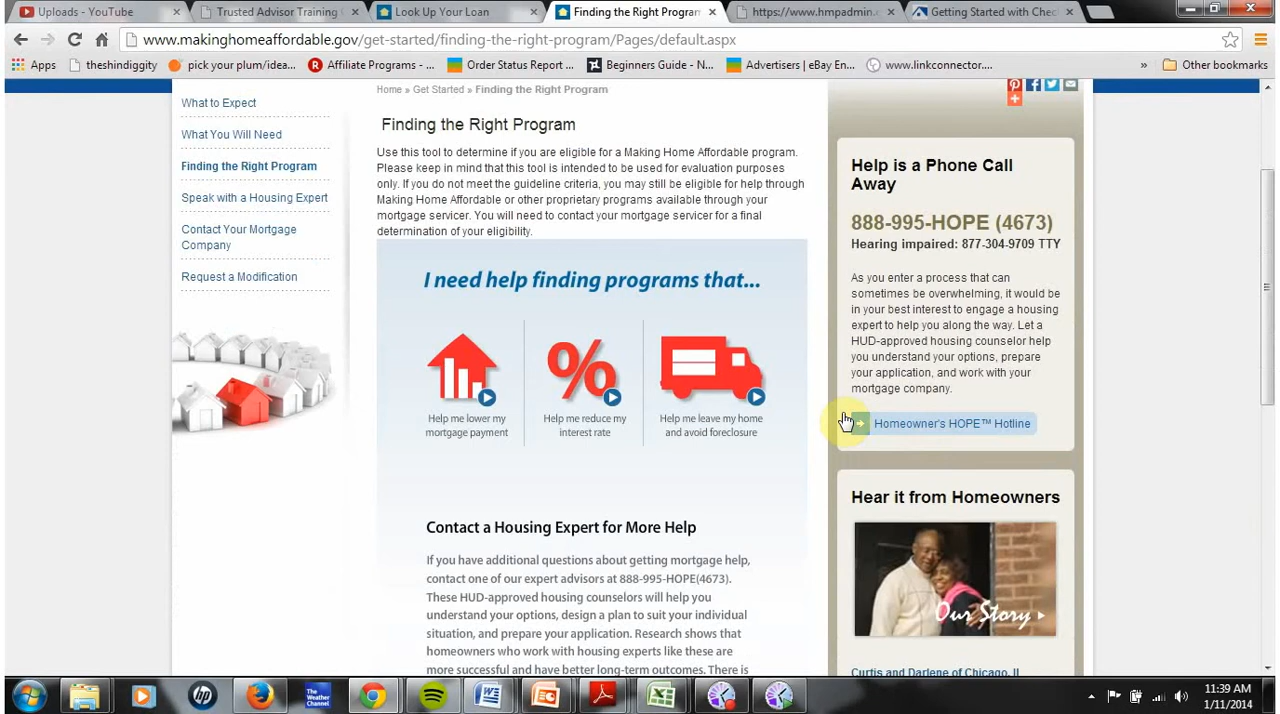 Uploads - YouTube
Trusted Advisor Training
Look Up Your Loan
Finding the Right Program
https://www.hmpadmin.
Getting Started with Chec
www.makinghomeaffordable.gov/get-started/finding-the-right-program/Pages/default.aspx
Apps
theshindiggity
pick your plum/idea...
Affiliate Programs - ...
Order Status Report ...
Beginners Guide - N...
Advertisers | eBay En...
www.linkconnector....
»
Other bookmarks
What to Expect
What You Will Need
Finding the Right Program
Speak with a Housing Expert
Contact Your Mortgage
Company
Request a Modification
Home » Get Started » Finding the Right Program
Finding the Right Program
Use this tool to determine if you are eligible for a Making Home Affordable program.
Please keep in mind that this tool is intended to be used for evaluation purposes
only. If you do not meet the guideline criteria, you may still be eligible for help through
Making Home Affordable or other proprietary programs available through your
mortgage servicer. You will need to contact your mortgage servicer for a final
determination of your eligibility.
I need help finding programs that...
%
Help me lower my
mortgage payment
Help me reduce my
interest rate
Help me leave my home
and avoid foreclosure
Contact a Housing Expert for More Help
If you have additional questions about getting mortgage help,
contact one of our expert advisors at 888-995-HOPE(4673).
These HUD-approved housing counselors will help you
understand your options, design a plan to suit your individual
situation, and prepare your application. Research shows that
homeowners who work with housing experts like these are
more successful and have better long-term outcomes. There is
Help is a Phone Call
Away
888-995-HOPE (4673)
Hearing impaired: 877-304-9709 TTY
As you enter a process that can
sometimes be overwhelming, it would be
in your best interest to engage a housing
expert to help you along the way. Let a
HUD-approved housing counselor help
you understand your options, prepare
your application, and work with your
mortgage company.
Homeowner's HOPE™ Hotline
Hear it from Homeowners
Our Story
Curtis and Darlene of Chicago, IL
hp
The
Weather
Channel
11:39 AM
1/11/2014